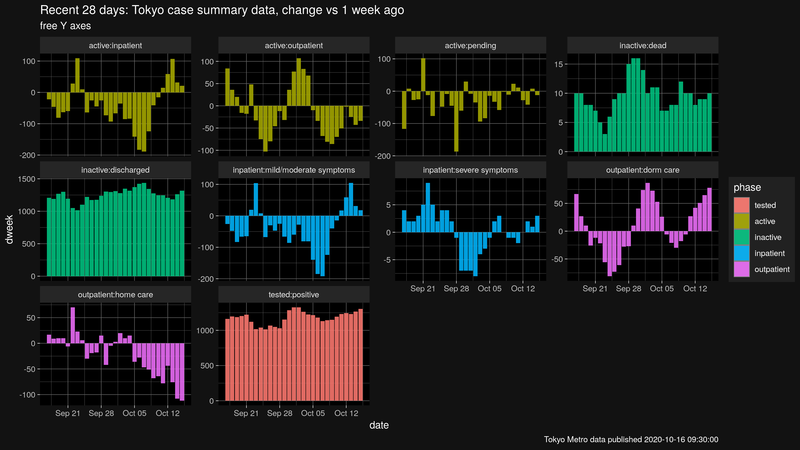 Recent 28 days: Tokyo case summary data, change vs 1 week ago
free Y axes
active:inpatient
active:outpatient
active:pending
inactive:dead
100
0
-100
-200
100
50
0
-50
-100
100
0
-100
-200
15
10
5
0
inactive:discharged
inpatient:mild/moderate symptoms
inpatient:severe symptoms
outpatient:dorm care
1500
1000
500
0
100
0
-100
-200
5
0
-5
50
0
-50
Sep 21 Sep 28 Oct 05 Oct 12
Sep 21 Sep 28 Oct 05 Oct 12
outpatient:home care
tested:positive
50
0
-50
-100
1000
500
0
Sep 21 Sep 28 Oct 05 Oct 12
Sep 21 Sep 28 Oct 05 Oct 12
dweek
date
phase
tested
active
inactive
inpatient
outpatient
Tokyo Metro data published 2020-10-16 09:30:00